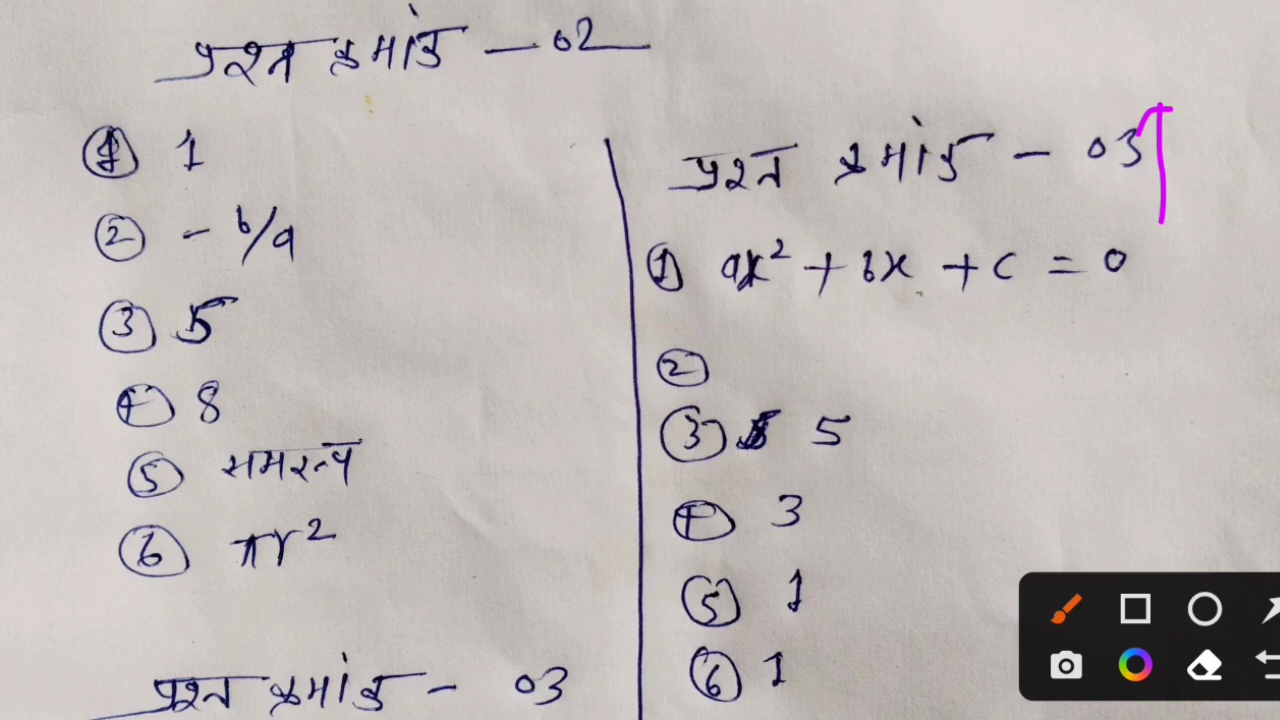 प्रश्न क्रमांक - 02
① 1
② - b/a
③ 5
④ 8
⑤ समरूप
⑥ πr²
प्रश्न क्रमांक - 03
प्रश्न क्रमांक - 03
① ax² + bx + c = 0
②
③ 5
④ 3
⑤ 1
⑥ 1